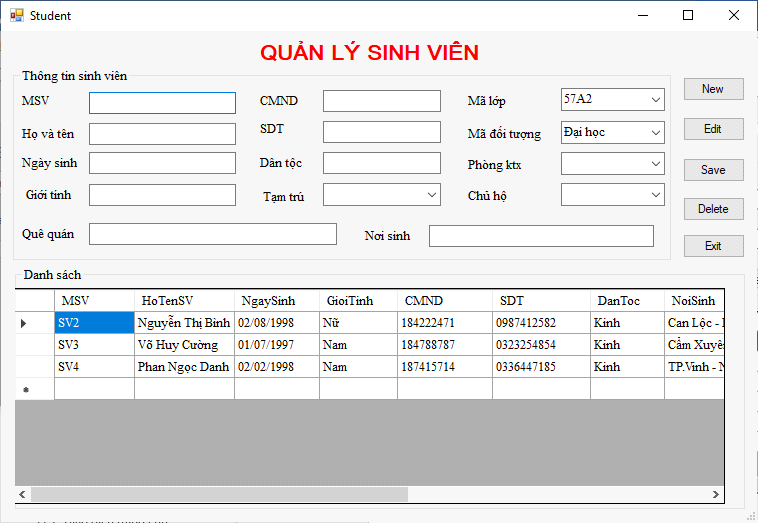 Student
QUẢN LÝ SINH VIÊN
Thông tin sinh viên
MSV CMND Mã lớp 57A2 New
Họ và tên SDT Mã đối tượng Đại học Edit
Ngày sinh Dân tộc Phòng ktx Save
Giới tính Tạm trú Chủ hộ Delete
Quê quán Nơi sinh Exit
Danh sách
MSV HoTenSV NgaySinh GioiTinh CMND SDT DanToc NoiSinh
SV2 Nguyễn Thị Bình 02/08/1998 Nữ 184222471 0987412582 Kinh Can Lộc -
SV3 Võ Huy Cường 01/07/1997 Nam 184788787 0323254854 Kinh Cẩm Xuyê
SV4 Phan Ngọc Danh 02/02/1998 Nam 187415714 0336447185 Kinh TP.Vinh - N